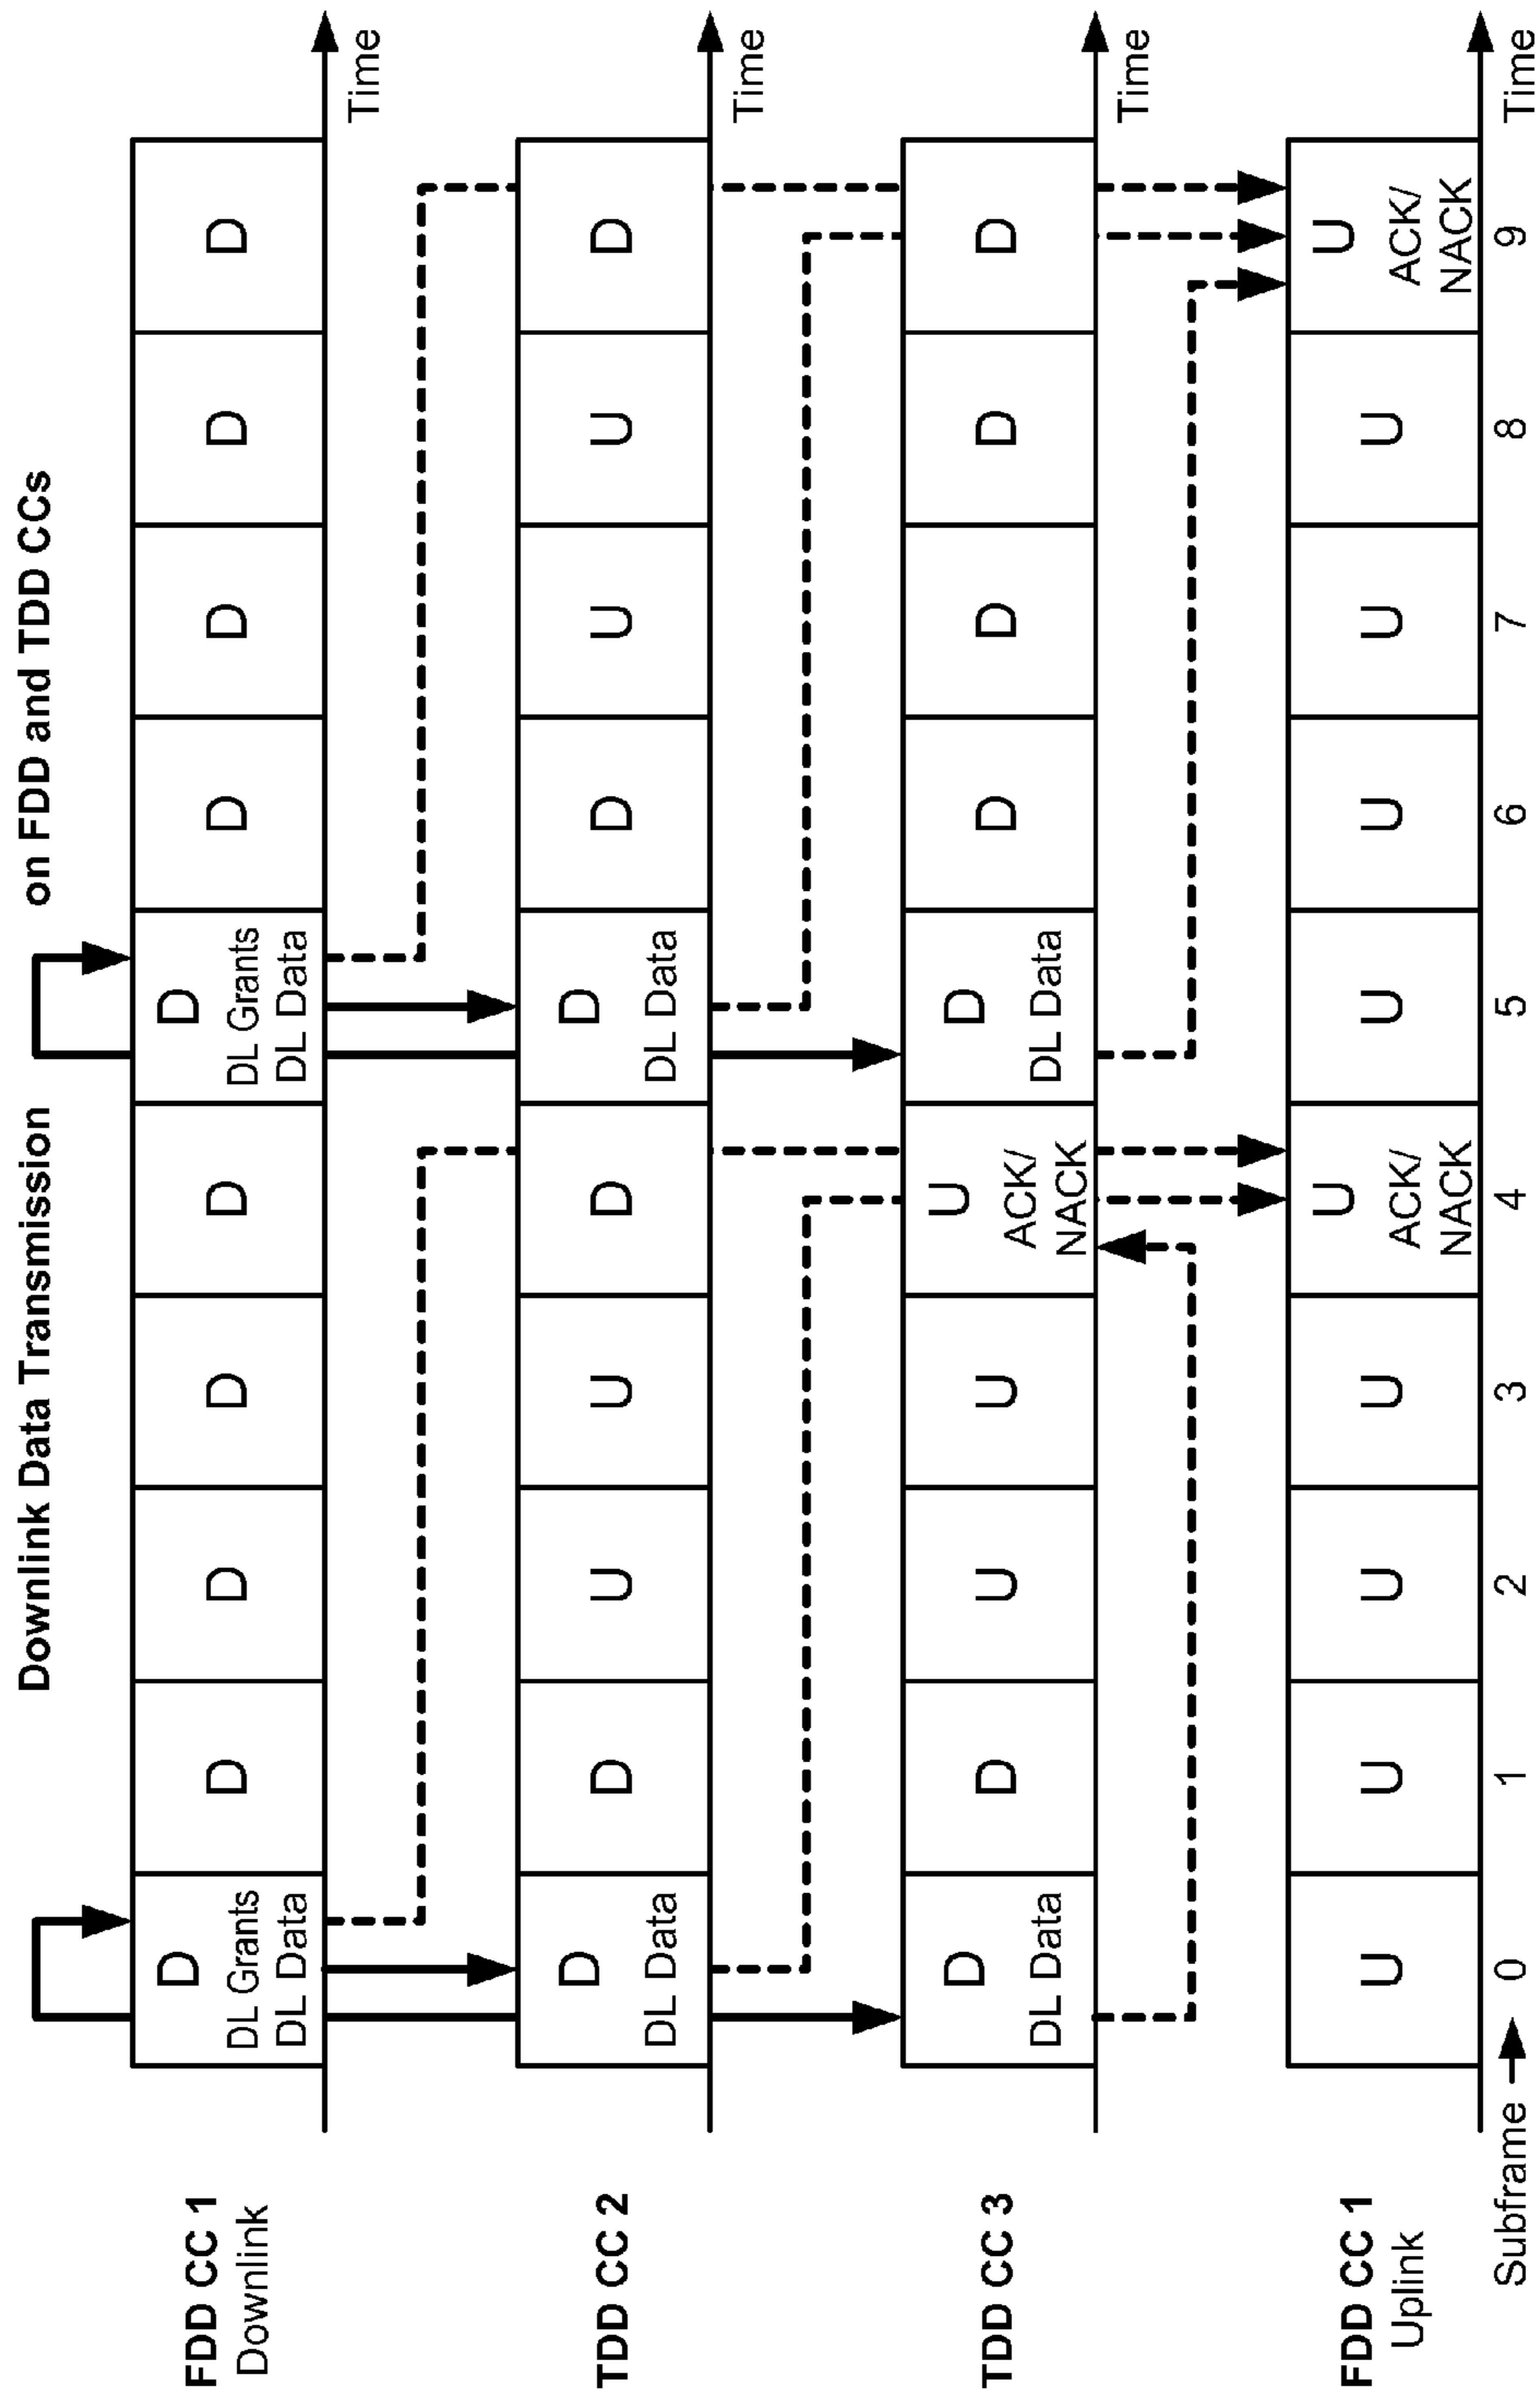 Downlink Data Transmission on FDD and TDD CCs
FDD CC 1
Downlink
D
DL Grants
DL Data
D
D
D
D
D
DL Grants
DL Data
D
D
D
D
Time
TDD CC 2
D
DL Data
D
U
U
D
D
DL Data
D
U
U
D
Time
TDD CC 3
D
DL Data
D
U
U
U
ACK/
NACK
D
DL Data
D
D
D
D
Time
FDD CC 1
Uplink
U
U
U
U
U
ACK/
NACK
U
U
U
U
U
ACK/
NACK
Subframe 0 1 2 3 4 5 6 7 8 9 Time